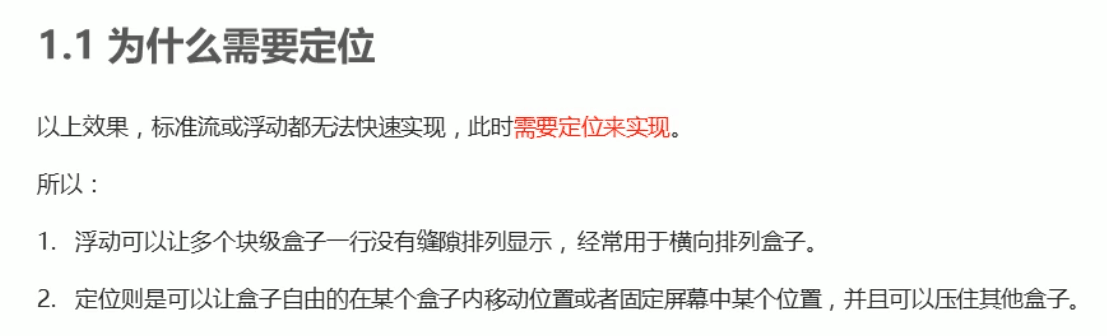 1.1 为什么需要定位
以上效果，标准流或浮动都无法快速实现，此时需要定位来实现。
所以：
1. 浮动可以让多个块级盒子一行没有缝隙排列显示，经常用于横向排列盒子。
2. 定位则是可以让盒子自由的在某个盒子内移动位置或者固定屏幕中某个位置，并且可以压住其他盒子。